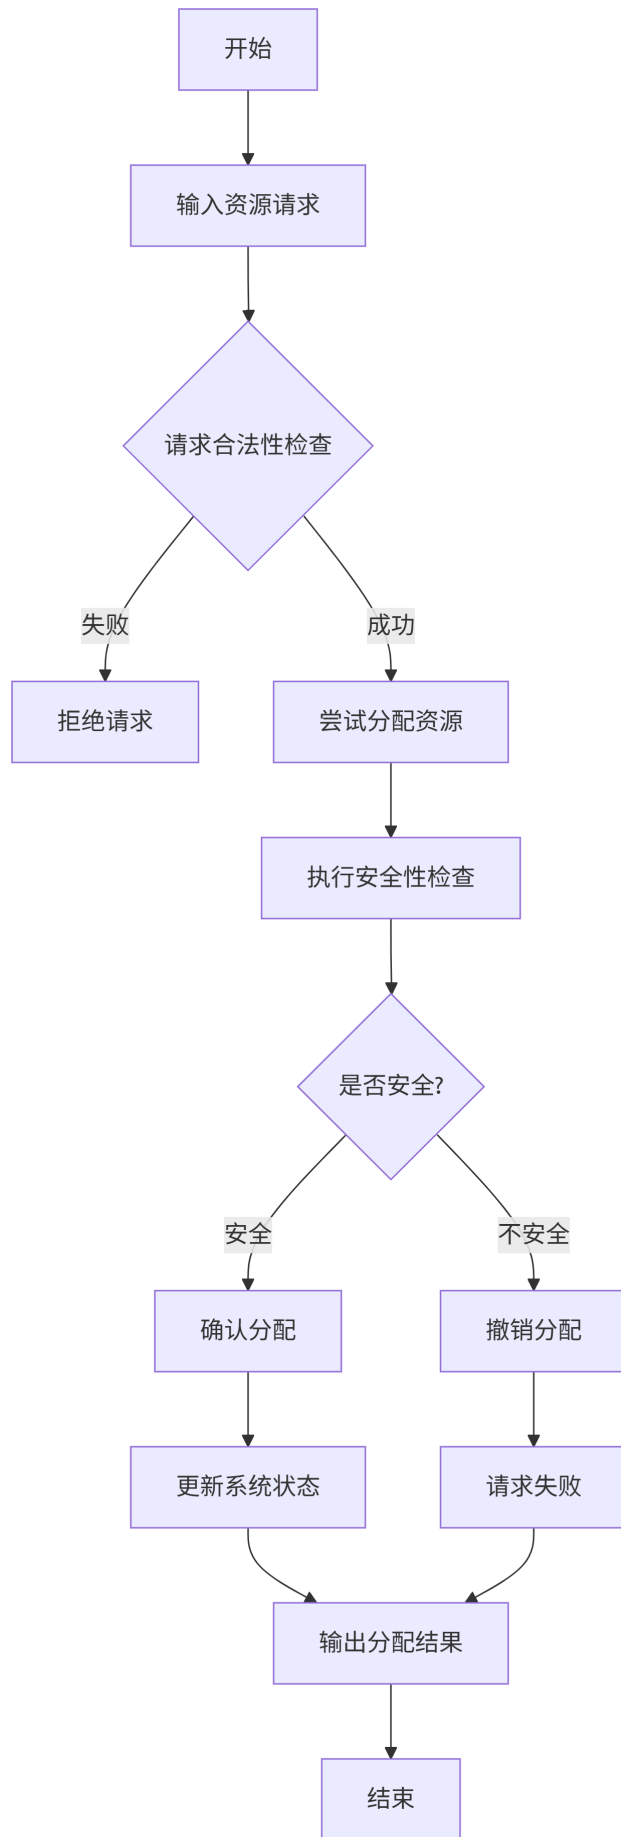 开始
输入资源请求
请求合法性检查
失败
成功
拒绝请求
尝试分配资源
执行安全性检查
是否安全?
安全
不安全
确认分配
撤销分配
更新系统状态
请求失败
输出分配结果
结束